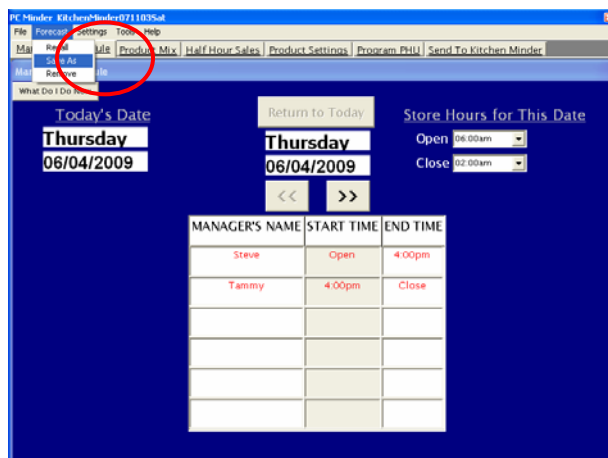 PC Minder KitchenMinder071103Sat
File Forecast Settings Tools Help
Recall
Save As
Remove
Product Mix Half Hour Sales Product Settings Program PHU Send To Kitchen Minder
What Do I Do
Today's Date
Thursday
06/04/2009
Return to Today
Thursday
06/04/2009
<< >>
Store Hours for This Date
Open 06:00am
Close 02:00am
MANAGER'S NAME START TIME END TIME
Steve Open 4:00pm
Tammy 4:00pm Close